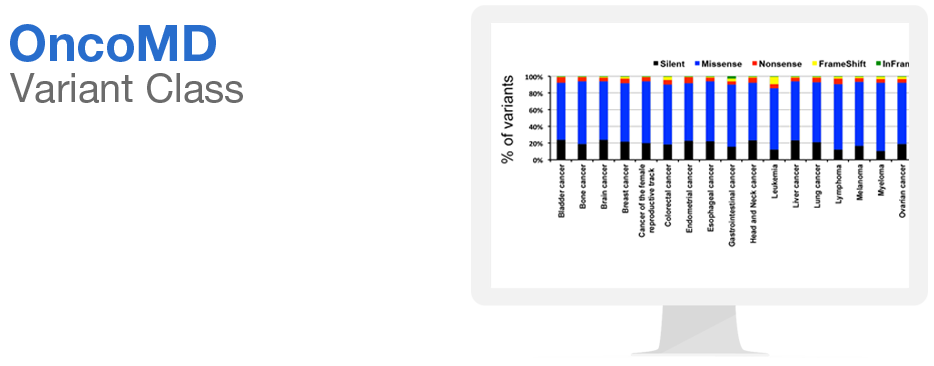 OncoMD
Variant Class
Silent Missense Nonsense FrameShift InFran
% of variants
100%
80%
60%
40%
20%
0%
Bladder cancer
Bone cancer
Brain cancer
Breast cancer
Cancer of the female
reproductive track
Colorectal cancer
Endometrial cancer
Esophageal cancer
Gastrointestinal cancer
Head and Neck cancer
Leukemia
Liver cancer
Lung cancer
Lymphoma
Melanoma
Myeloma
Ovarian cancer